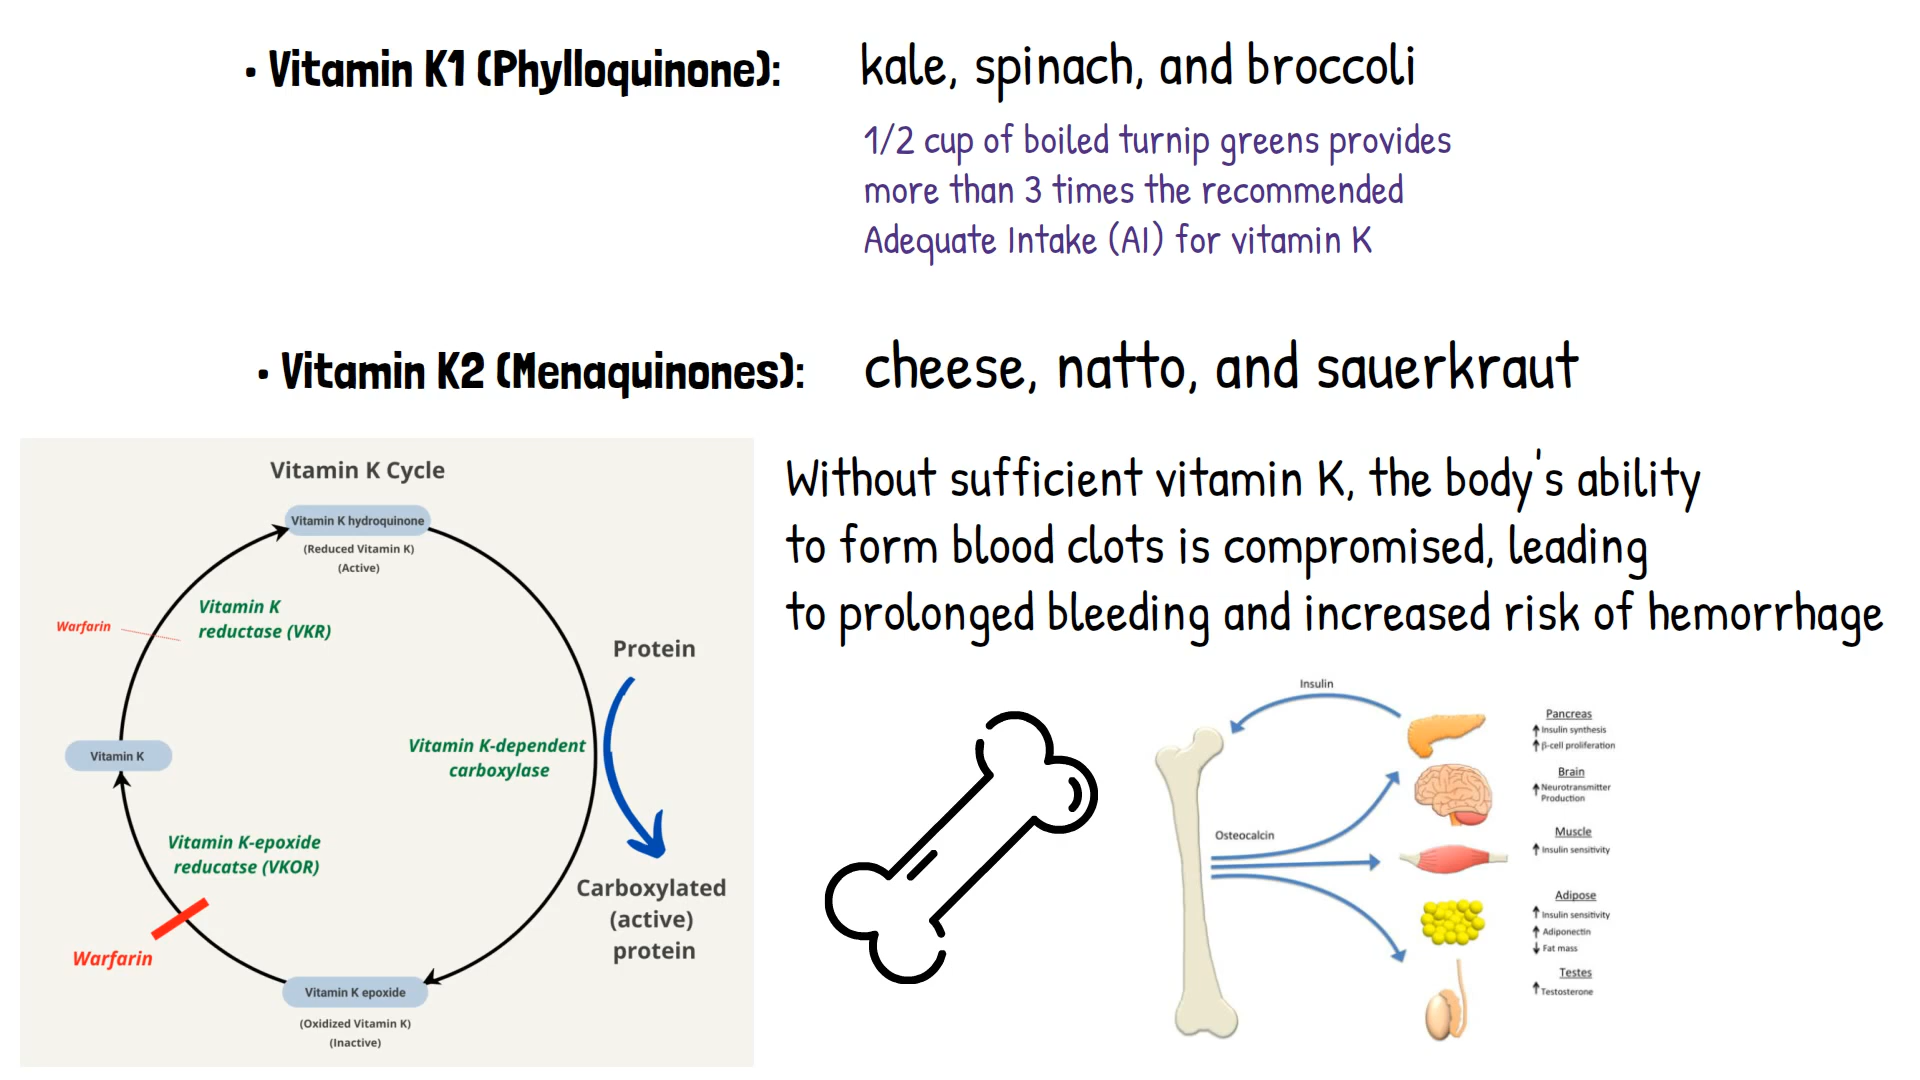 • Vitamin K1 (Phylloquinone): kale, spinach, and broccoli
1/2 cup of boiled turnip greens provides
more than 3 times the recommended
Adequate Intake (AI) for vitamin K
• Vitamin K2 (Menaquinones): cheese, natto, and sauerkraut
Without sufficient vitamin K, the body's ability
to form blood clots is compromised, leading
to prolonged bleeding and increased risk of hemorrhage
Vitamin K Cycle
Vitamin K hydroquinone
(Reduced Vitamin K)
(Active)
Vitamin K
reductase (VKR)
Warfarin
Protein
Vitamin K-dependent
carboxylase
Vitamin K
Vitamin K-epoxide
reducatse (VKOR)
Carboxylated
(active)
protein
Warfarin
Vitamin K epoxide
(Oxidized Vitamin K)
(Inactive)
Insulin
Osteocalcin
Pancreas
↑ Insulin synthesis
↑ β-cell proliferation
Brain
↑ Neurotransmitter
Production
Muscle
↑ Insulin sensitivity
Adipose
↑ Insulin sensitivity
↑ Adiponectin
↓ Fat mass
Testes
↑ Testosterone